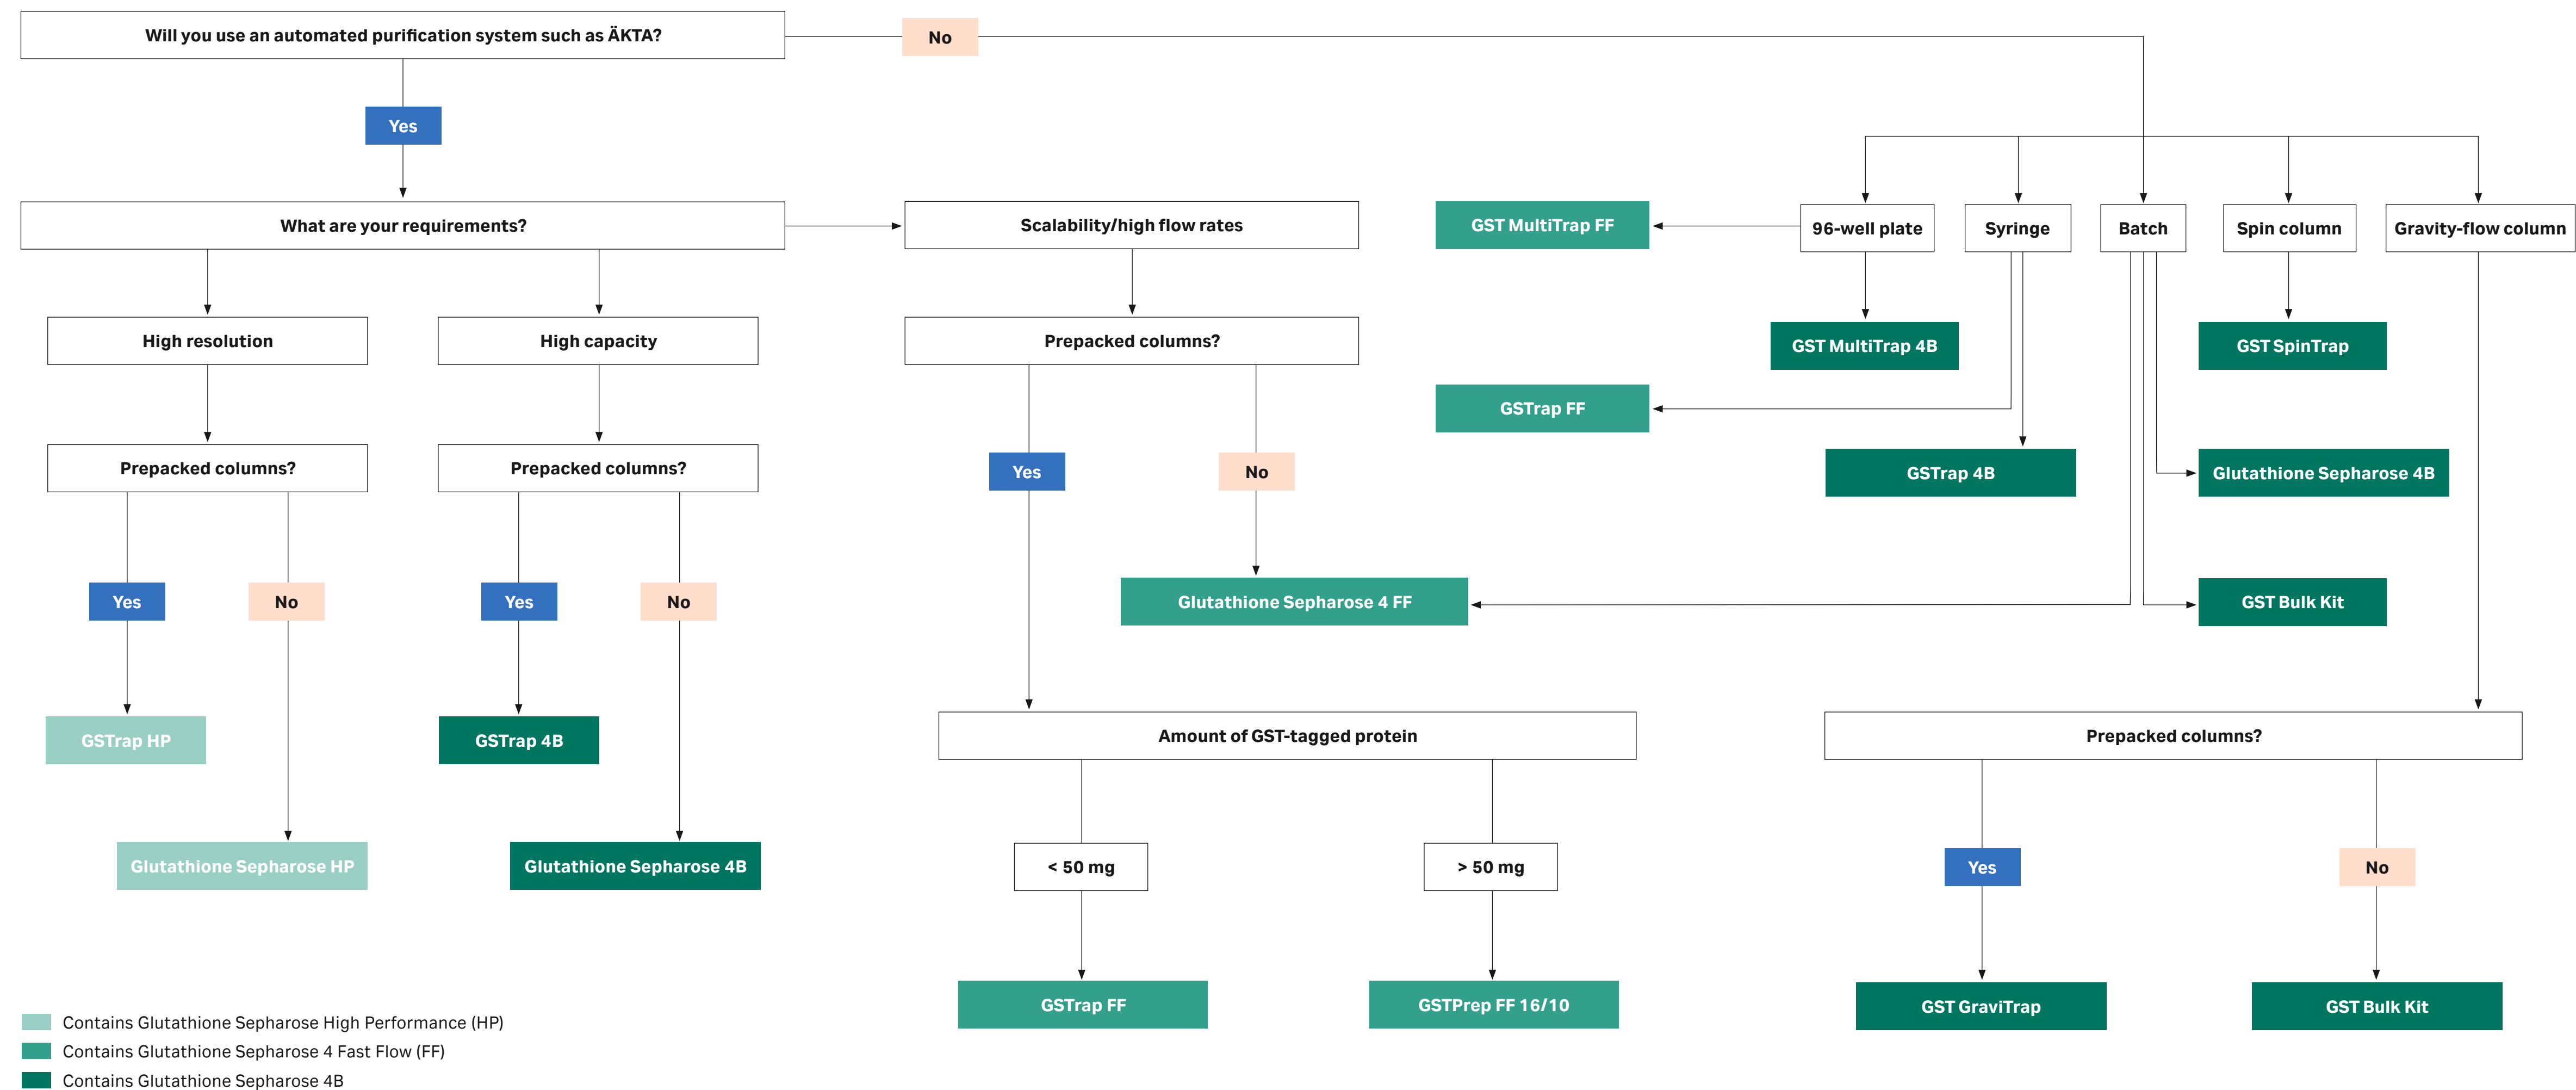 Will you use an automated purification system such as ÄKTA?
No
Yes
What are your requirements?
Scalability/high flow rates
GST MultiTrap FF
96-well plate
Syringe
Batch
Spin column
Gravity-flow column
High resolution
High capacity
Prepacked columns?
GST MultiTrap 4B
GST SpinTrap
GSTrap FF
Prepacked columns?
Prepacked columns?
Yes
No
GSTrap 4B
Glutathione Sepharose 4B
Yes
No
Yes
No
Glutathione Sepharose 4 FF
GST Bulk Kit
GSTrap HP
GSTrap 4B
Amount of GST-tagged protein
Prepacked columns?
Glutathione Sepharose HP
Glutathione Sepharose 4B
< 50 mg
> 50 mg
Yes
No
GSTrap FF
GSTPrep FF 16/10
GST GraviTrap
GST Bulk Kit
Contains Glutathione Sepharose High Performance (HP)
Contains Glutathione Sepharose 4 Fast Flow (FF)
Contains Glutathione Sepharose 4B